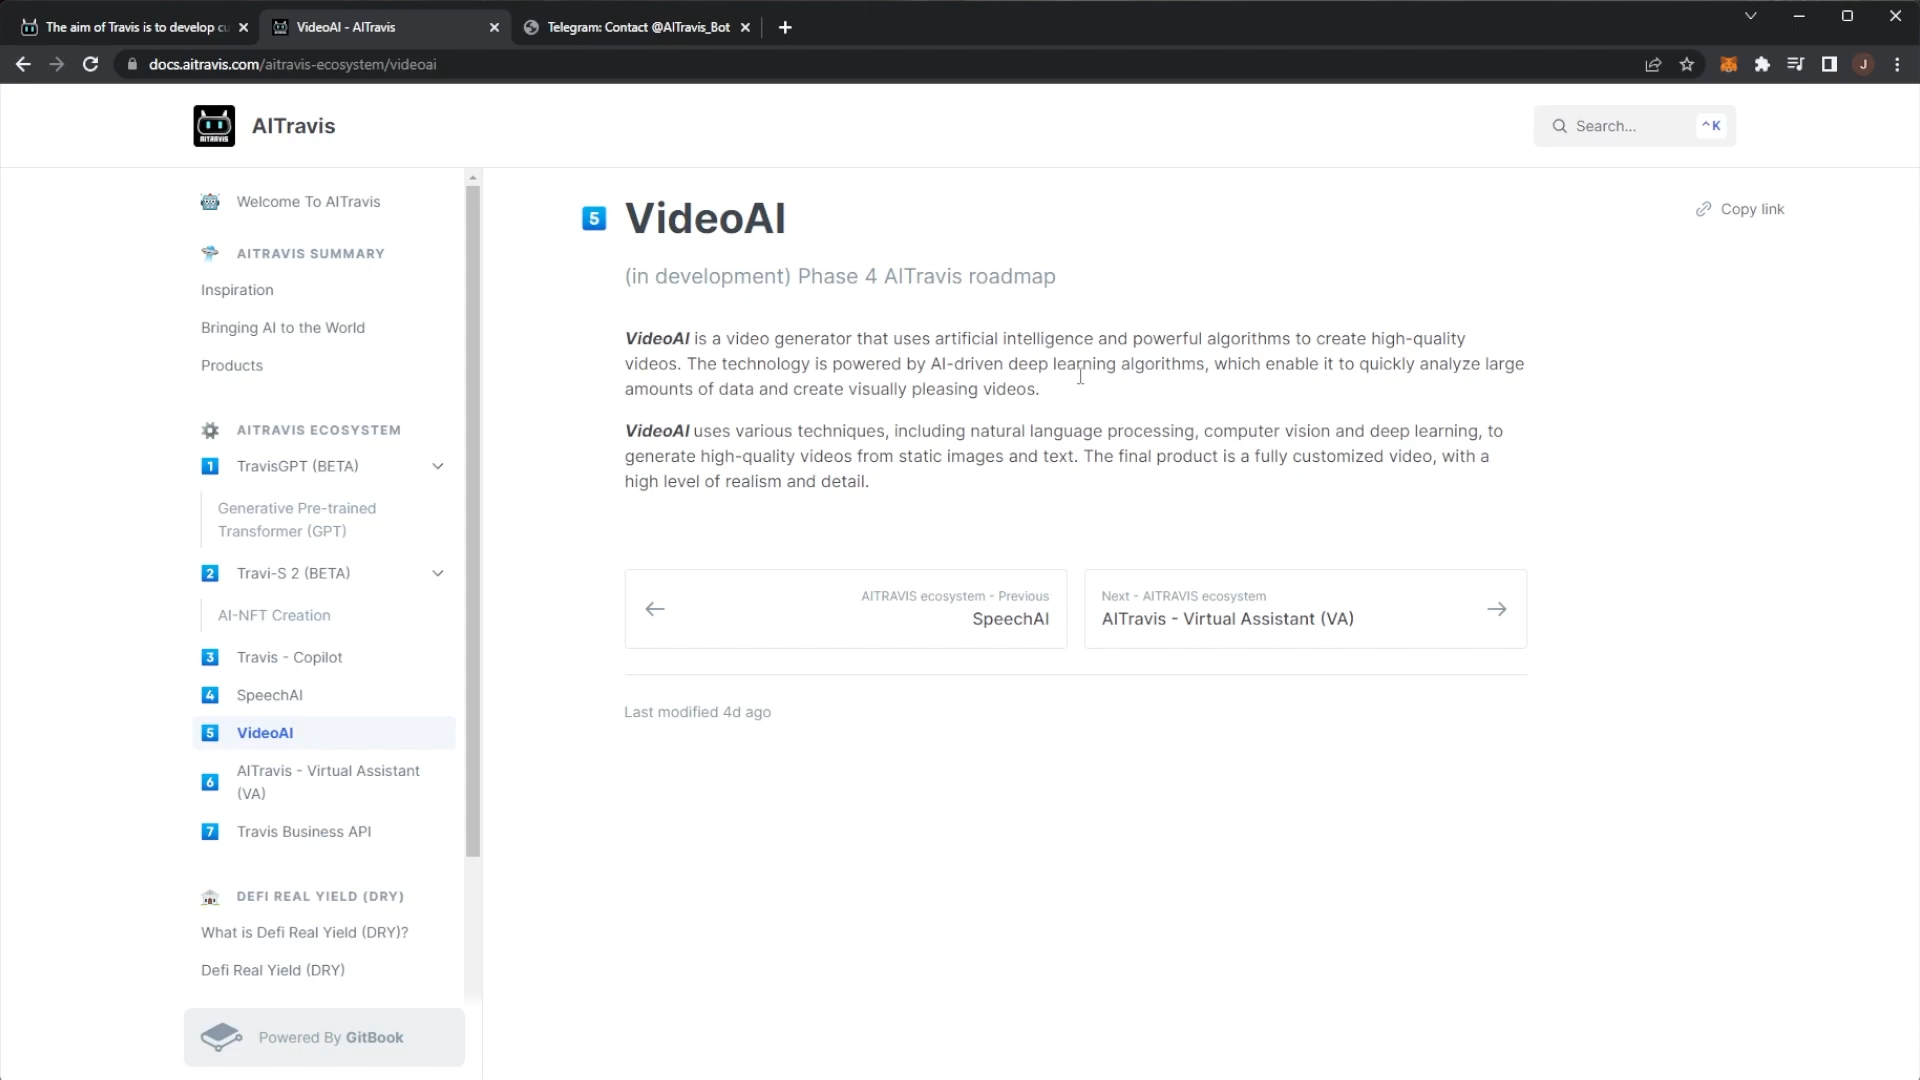 The aim of Travis is to develop cu
VideoAI - AITravis
Telegram: Contact @AITravis_Bot
docs.aitravis.com/aitravis-ecosystem/videoai
J
AITRAVIS
AITravis
Search...
^K
Welcome To AITravis
AITRAVIS SUMMARY
Inspiration
Bringing AI to the World
Products
AITRAVIS ECOSYSTEM
1 TravisGPT (BETA)
Generative Pre-trained
Transformer (GPT)
2 Travi-S 2 (BETA)
AI-NFT Creation
3 Travis - Copilot
4 SpeechAI
5 VideoAI
6 AITravis - Virtual Assistant
(VA)
7 Travis Business API
DEFI REAL YIELD (DRY)
What is Defi Real Yield (DRY)?
Defi Real Yield (DRY)
Powered By GitBook
5 VideoAI
Copy link
(in development) Phase 4 AITravis roadmap
VideoAI is a video generator that uses artificial intelligence and powerful algorithms to create high-quality
videos. The technology is powered by AI-driven deep learning algorithms, which enable it to quickly analyze large
amounts of data and create visually pleasing videos.
VideoAI uses various techniques, including natural language processing, computer vision and deep learning, to
generate high-quality videos from static images and text. The final product is a fully customized video, with a
high level of realism and detail.
AITRAVIS ecosystem - Previous
SpeechAI
Next - AITRAVIS ecosystem
AITravis - Virtual Assistant (VA)
Last modified 4d ago